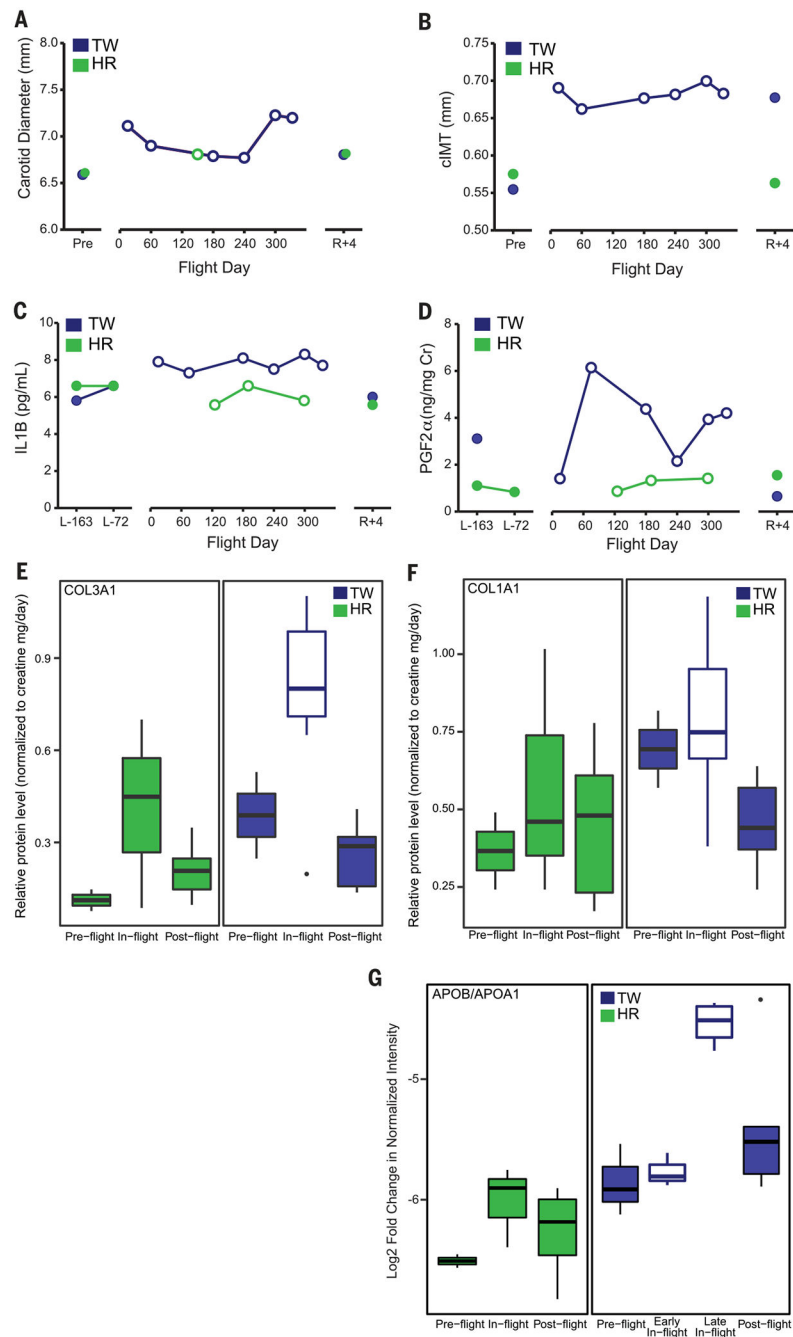 A
TW
HR
Carotid Diameter (mm)
8.0
7.5
7.0
6.5
6.0
Pre
0 60 120 180 240 300
R+4
Flight Day
B
TW
HR
cIMT (mm)
0.75
0.70
0.65
0.60
0.55
0.50
Pre
0 60 120 180 240 300
R+4
Flight Day
C
TW
HR
IL1B (pg/mL)
10
8
6
4
2
0
L-163 L-72
0 60 120 180 240 300
R+4
Flight Day
D
TW
HR
PGF2α(ng/mg Cr)
8
6
4
2
0
L-163 L-72
0 60 120 180 240 300
R+4
Flight Day
E
COL3A1
TW
HR
Relative protein level (normalized to creatine mg/day)
0.9
0.6
0.3
Pre-flight In-flight Post-flight
Pre-flight In-flight Post-flight
F
COL1A1
TW
HR
Relative protein level (normalized to creatine mg/day)
1.00
0.75
0.50
0.25
Pre-flight In-flight Post-flight
Pre-flight In-flight Post-flight
G
APOB/APOA1
TW
HR
Log2 Fold Change in Normalized Intensity
-5
-6
Pre-flight In-flight Post-flight
Pre-flight Early In-flight Late In-flight Post-flight